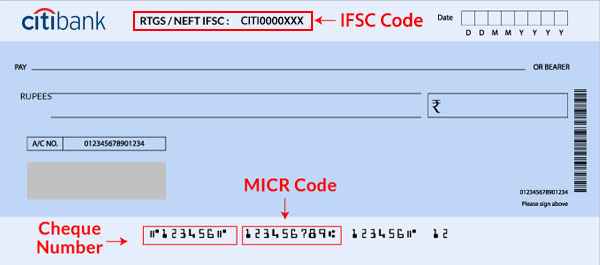 citibank RTGS / NEFT IFSC : CITI0000XXX IFSC Code Date
D D M M Y Y Y Y
PAY OR BEARER
RUPEES ₹
A/C NO. 012345678901234
012345678901234
Please sign above
MICR Code
Cheque Number
⑈123456⑈ 123456789⑆ 123456⑈ 12